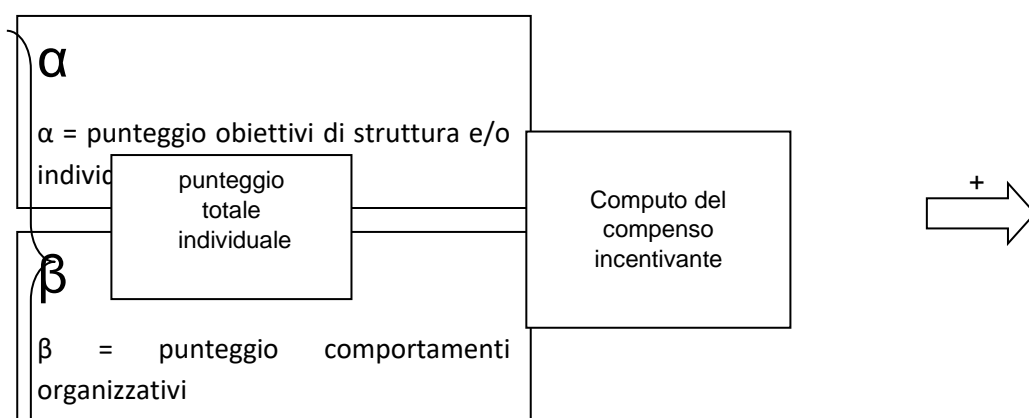 α
α = punteggio obiettivi di struttura e/o
punteggio
totale
individuale
β
β = punteggio comportamenti
organizzativi
Computo del
compenso
incentivante
+